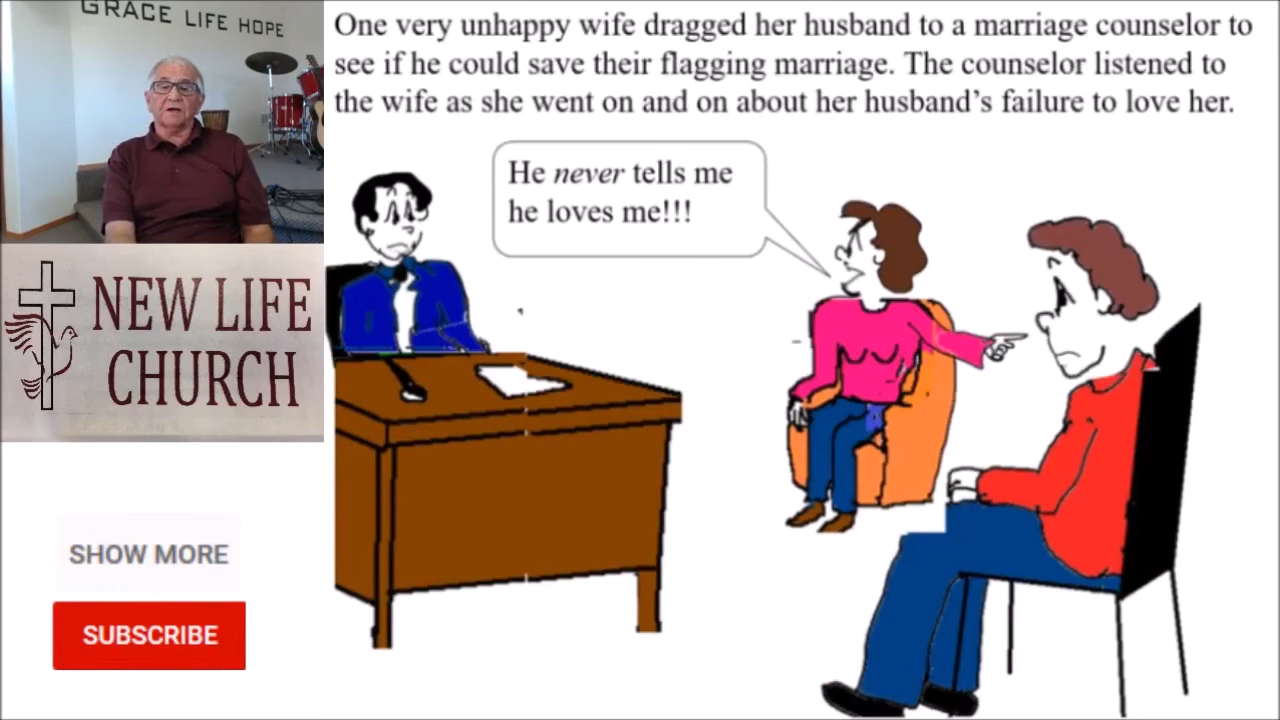 GRACE LIFE HOPE
One very unhappy wife dragged her husband to a marriage counselor to
see if he could save their flagging marriage. The counselor listened to
the wife as she went on and on about her husband’s failure to love her.
He never tells me
he loves me!!!
NEW LIFE
CHURCH
SHOW MORE
SUBSCRIBE